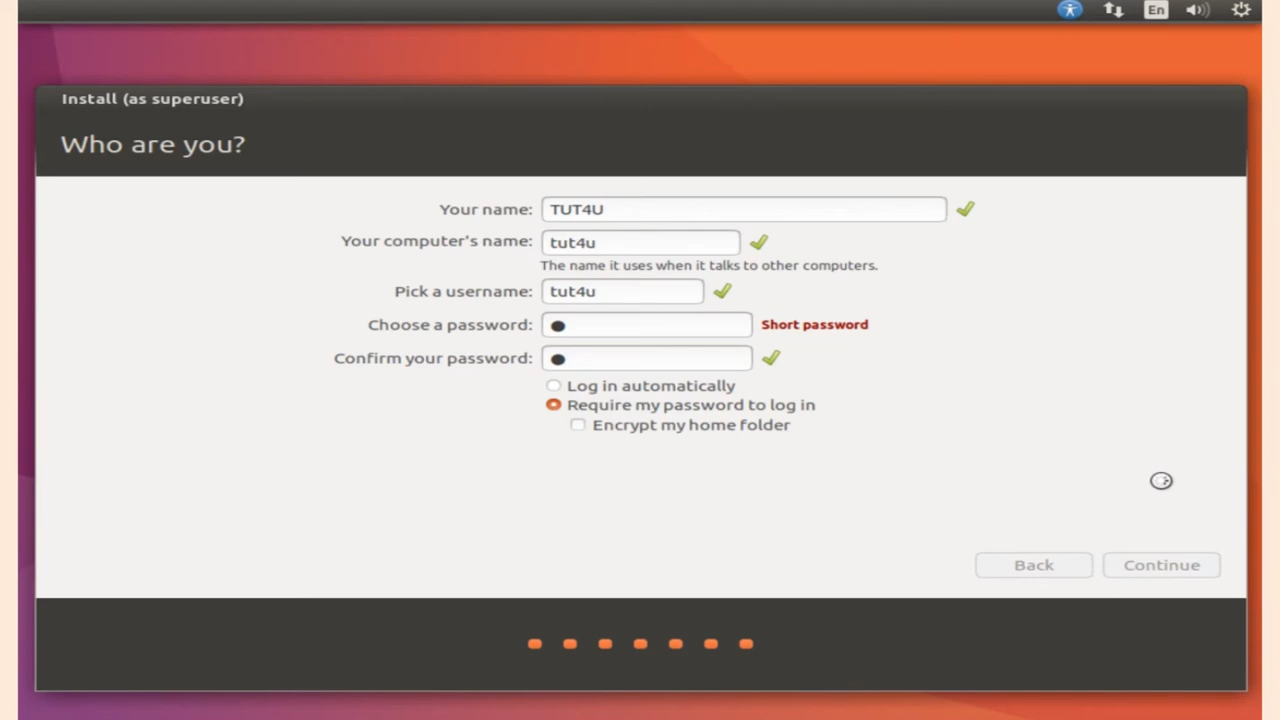 En
Install (as superuser)
Who are you?
Your name: TUT4U
Your computer's name: tut4u
The name it uses when it talks to other computers.
Pick a username: tut4u
Choose a password: ● Short password
Confirm your password: ●
Log in automatically
Require my password to log in
Encrypt my home folder
Back Continue